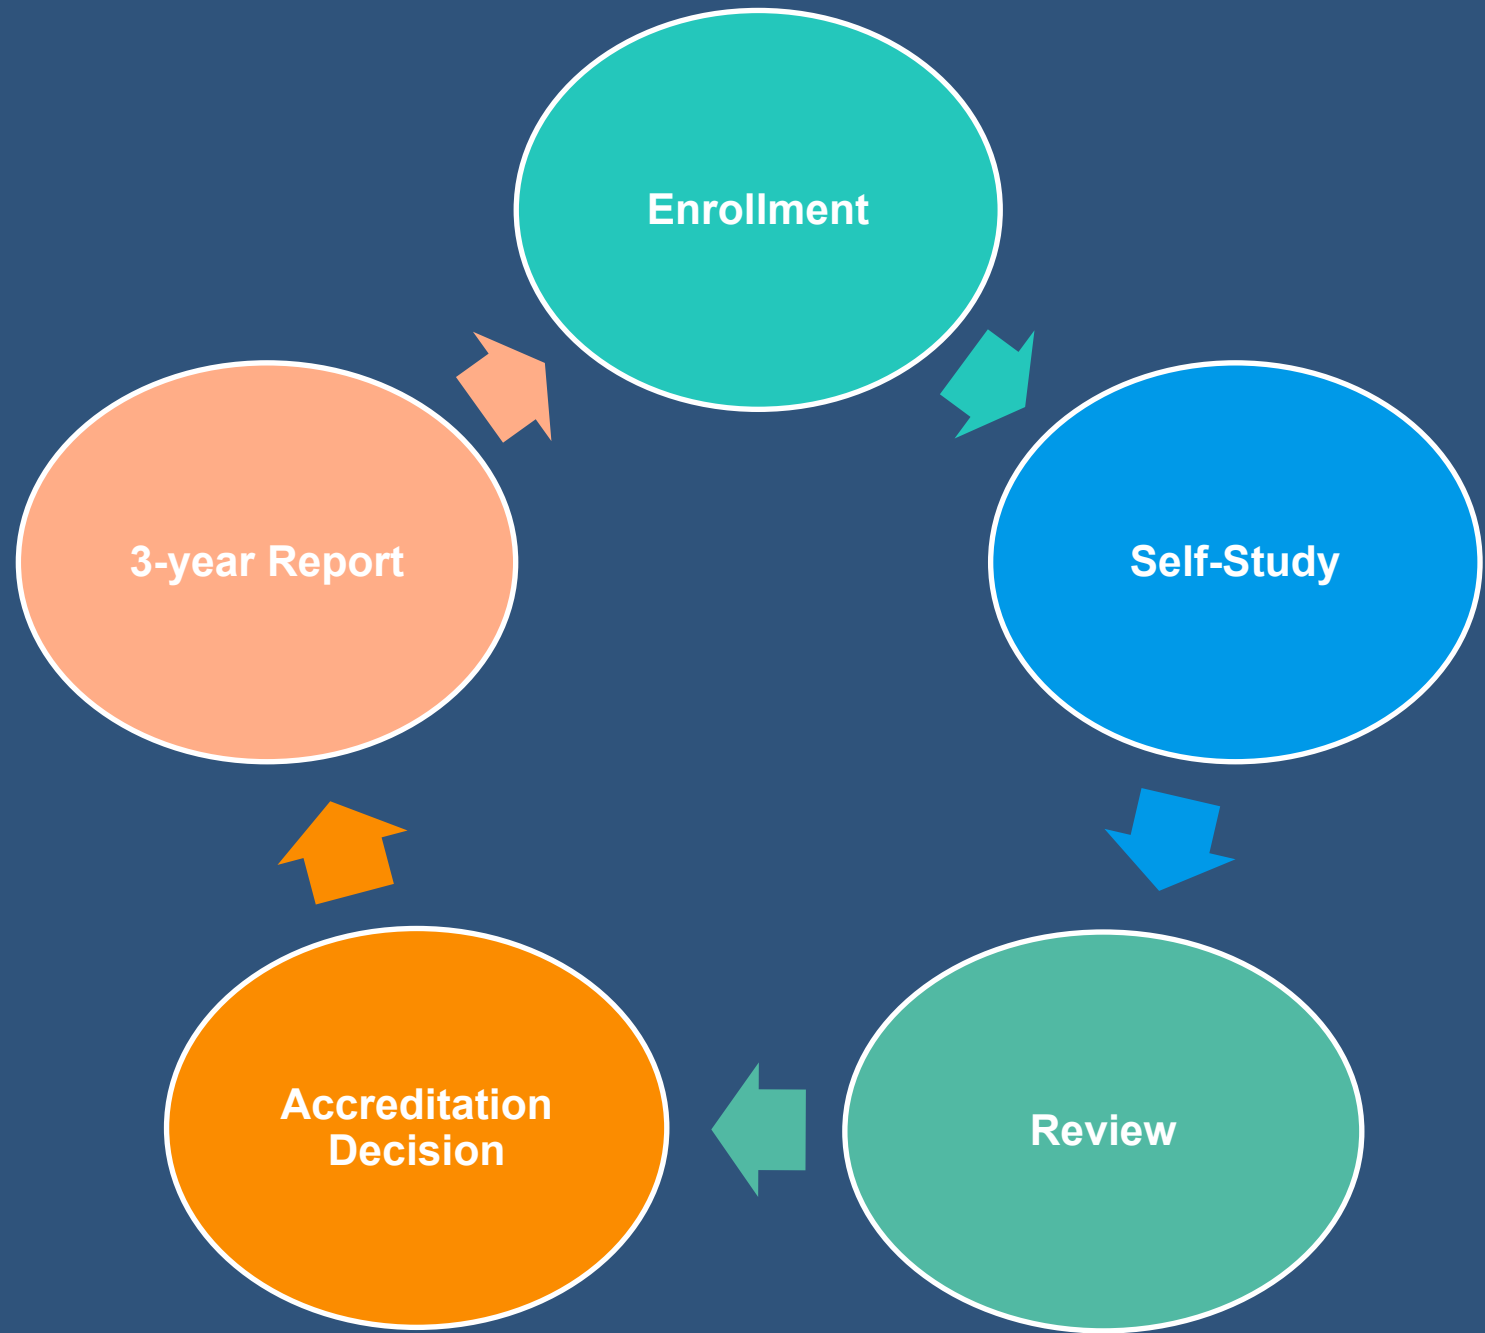 Enrollment
Self-Study
Review
Accreditation
Decision
3-year Report